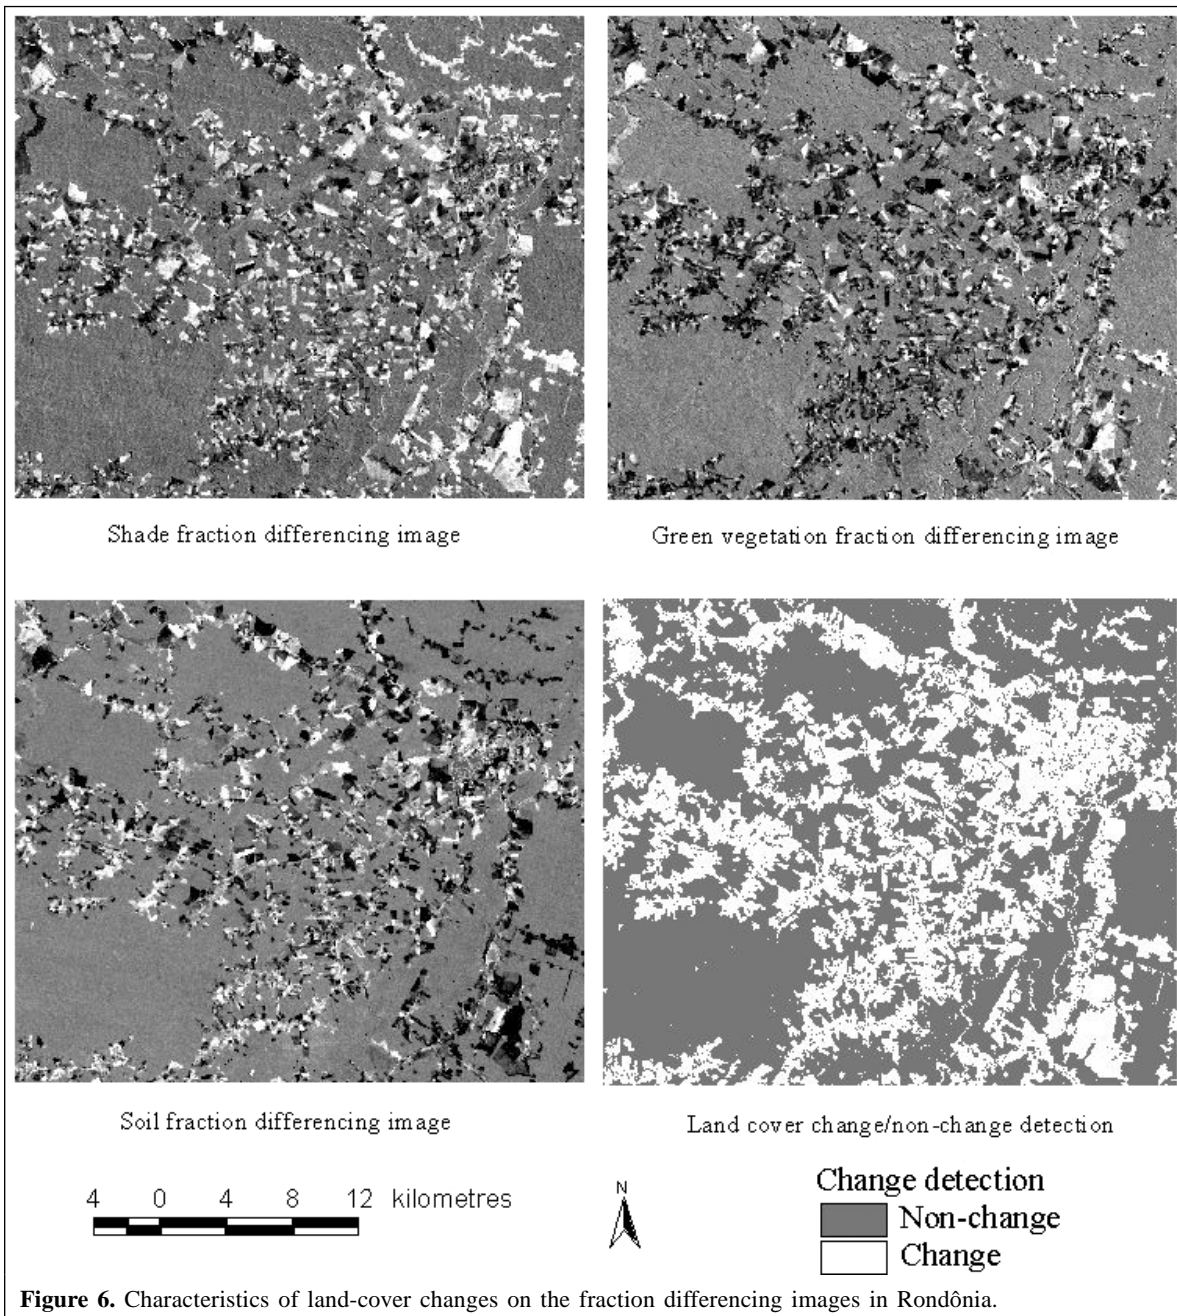 Shade fraction differencing image
Green vegetation fraction differencing image
Soil fraction differencing image
Land cover change/non-change detection
4 0 4 8 12 kilometres
N
Change detection
Non-change
Change
Figure 6. Characteristics of land-cover changes on the fraction differencing images in Rondônia.